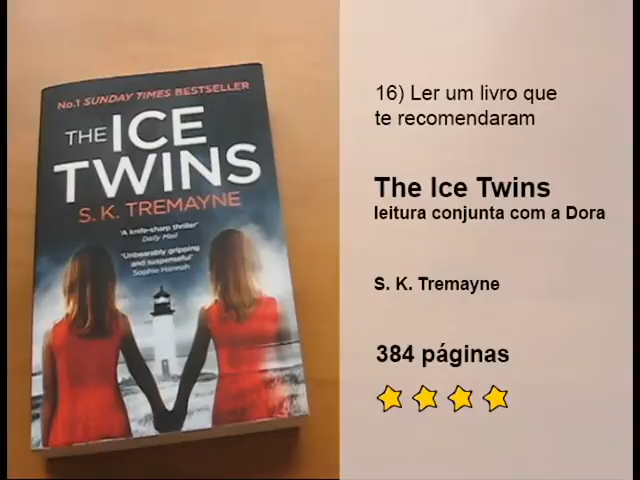 No.1 SUNDAY TIMES BESTSELLER
THE ICE
TWINS
S. K. TREMAYNE
'A knife-sharp thriller'
Daily Mail
'Unbearably gripping
and suspenseful'
Sophie Hannah
16) Ler um livro que
te recomendaram
The Ice Twins
leitura conjunta com a Dora
S. K. Tremayne
384 páginas